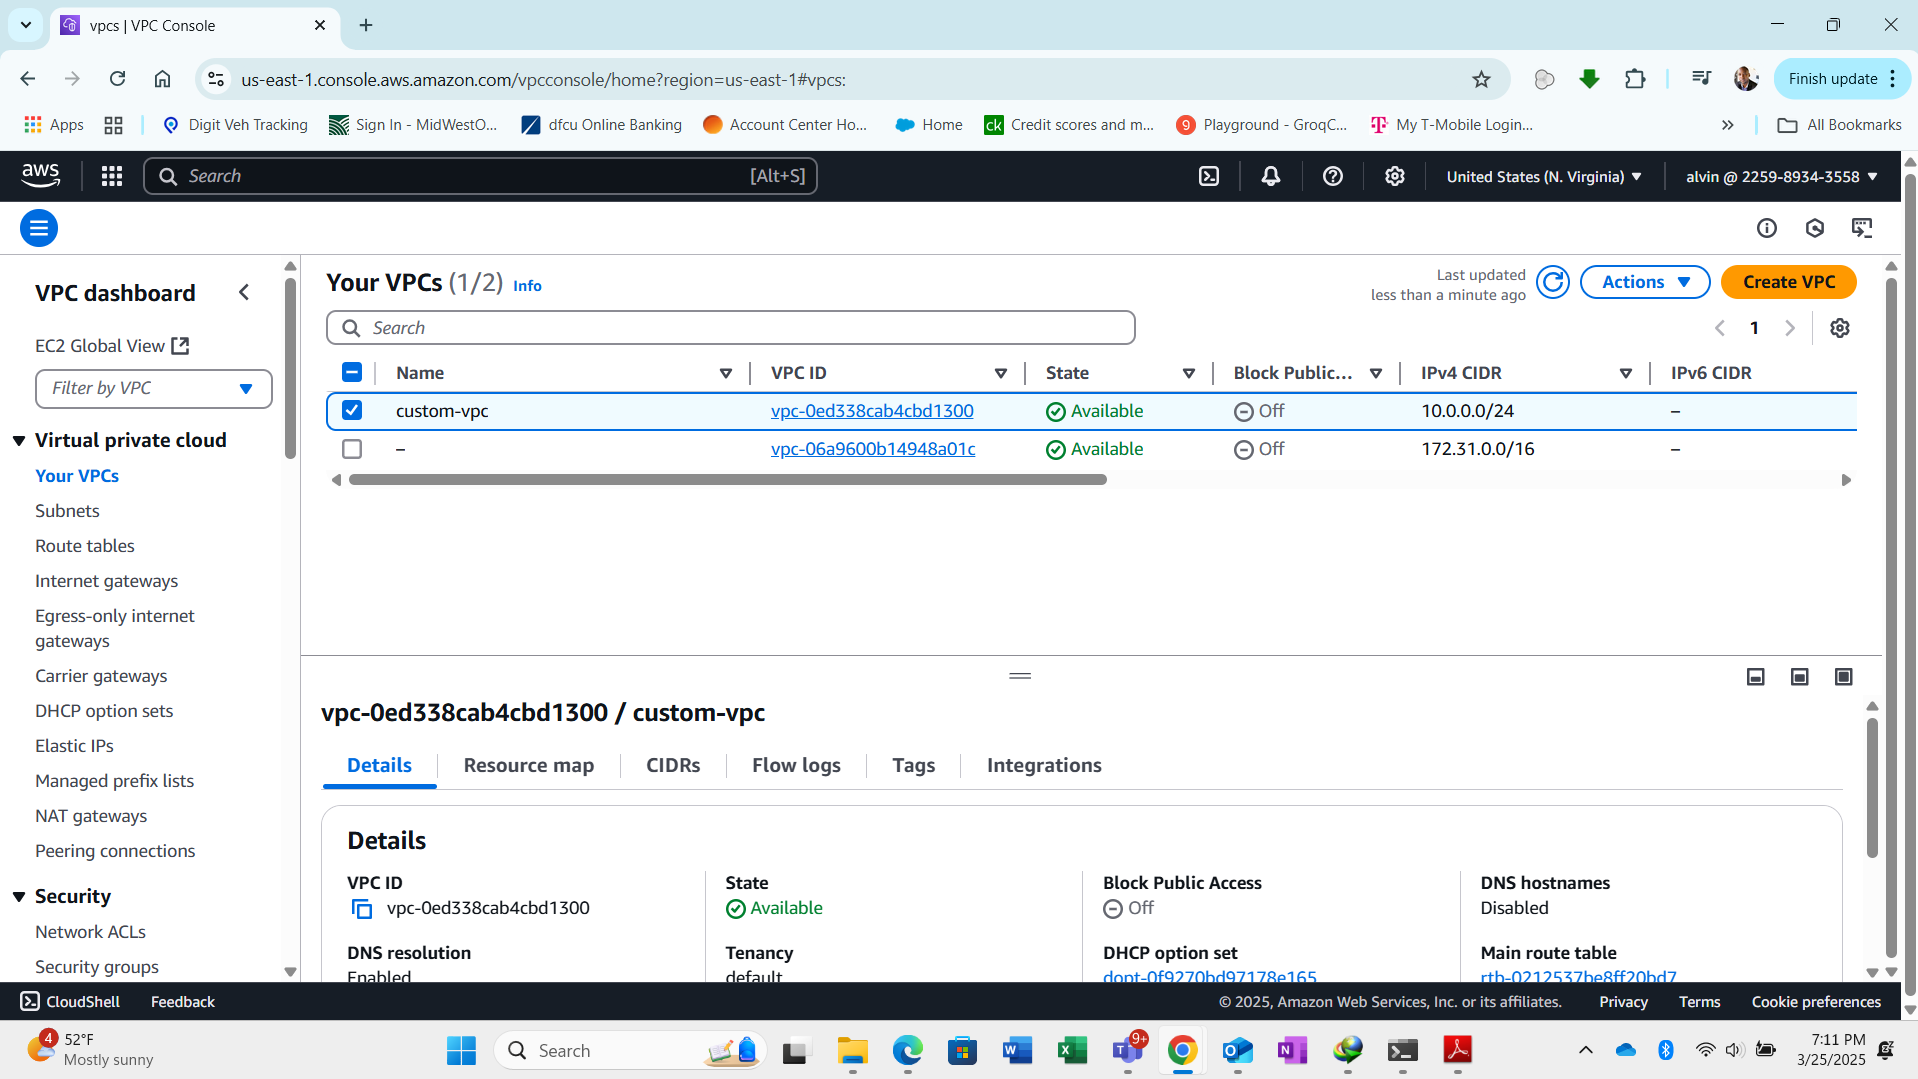 vpcs | VPC Console
us-east-1.console.aws.amazon.com/vpcconsole/home?region=us-east-1#vpcs:
Finish update
Apps
Digit Veh Tracking
Sign In - MidWestO...
dfcu Online Banking
Account Center Ho...
Home
ck
Credit scores and m...
9
Playground - GroqC...
My T-Mobile Login...
All Bookmarks
aws
Search
[Alt+S]
United States (N. Virginia)
alvin @ 2259-8934-3558
VPC dashboard
EC2 Global View
Filter by VPC
Virtual private cloud
Your VPCs
Subnets
Route tables
Internet gateways
Egress-only internet
gateways
Carrier gateways
DHCP option sets
Elastic IPs
Managed prefix lists
NAT gateways
Peering connections
Security
Network ACLs
Security groups
Your VPCs (1/2) Info
Last updated
less than a minute ago
Actions
Create VPC
Search
1
Name VPC ID State Block Public... IPv4 CIDR IPv6 CIDR
custom-vpc vpc-0ed338cab4cbd1300 Available Off 10.0.0.0/24 –
– vpc-06a9600b14948a01c Available Off 172.31.0.0/16 –
vpc-0ed338cab4cbd1300 / custom-vpc
Details Resource map CIDRs Flow logs Tags Integrations
Details
VPC ID
vpc-0ed338cab4cbd1300
State
Available
Block Public Access
Off
DNS hostnames
Disabled
DNS resolution
Enabled
Tenancy
default
DHCP option set
dopt-0f9270bd97178e165
Main route table
rtb-0212537be8ff20bd7
CloudShell
Feedback
© 2025, Amazon Web Services, Inc. or its affiliates.
Privacy
Terms
Cookie preferences
4
52°F
Mostly sunny
Search
9+
7:11 PM
3/25/2025